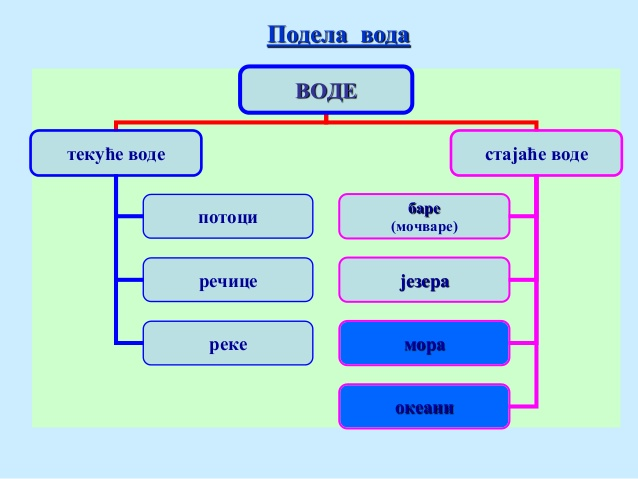 Подела вода
ВОДЕ
текуће воде
стајаће воде
потоци
баре
(мочваре)
речице
језера
реке
мора
океани